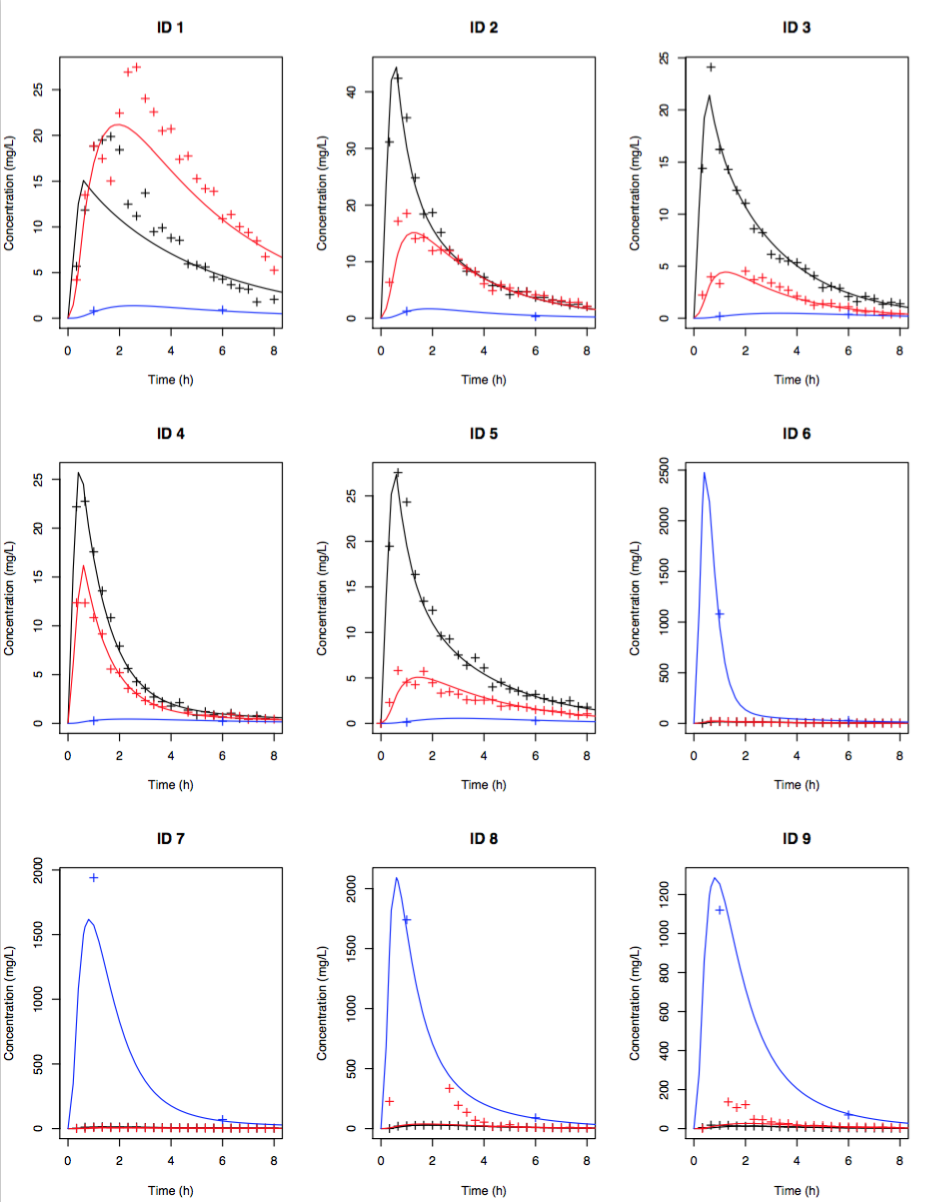 ID 1 ID 2 ID 3
Concentration (mg/L) 0 5 10 15 20 25
Concentration (mg/L) 0 10 20 30 40
Concentration (mg/L) 0 5 10 15 20 25
0 2 4 6 8 0 2 4 6 8 0 2 4 6 8
Time (h) Time (h) Time (h)
ID 4 ID 5 ID 6
Concentration (mg/L) 0 5 10 15 20 25
Concentration (mg/L) 0 5 10 15 20 25
Concentration (mg/L) 0 500 1000 1500 2000 2500
0 2 4 6 8 0 2 4 6 8 0 2 4 6 8
Time (h) Time (h) Time (h)
ID 7 ID 8 ID 9
Concentration (mg/L) 0 500 1000 1500 2000
Concentration (mg/L) 0 500 1000 1500 2000
Concentration (mg/L) 0 200 400 600 800 1000 1200
0 2 4 6 8 0 2 4 6 8 0 2 4 6 8
Time (h) Time (h) Time (h)